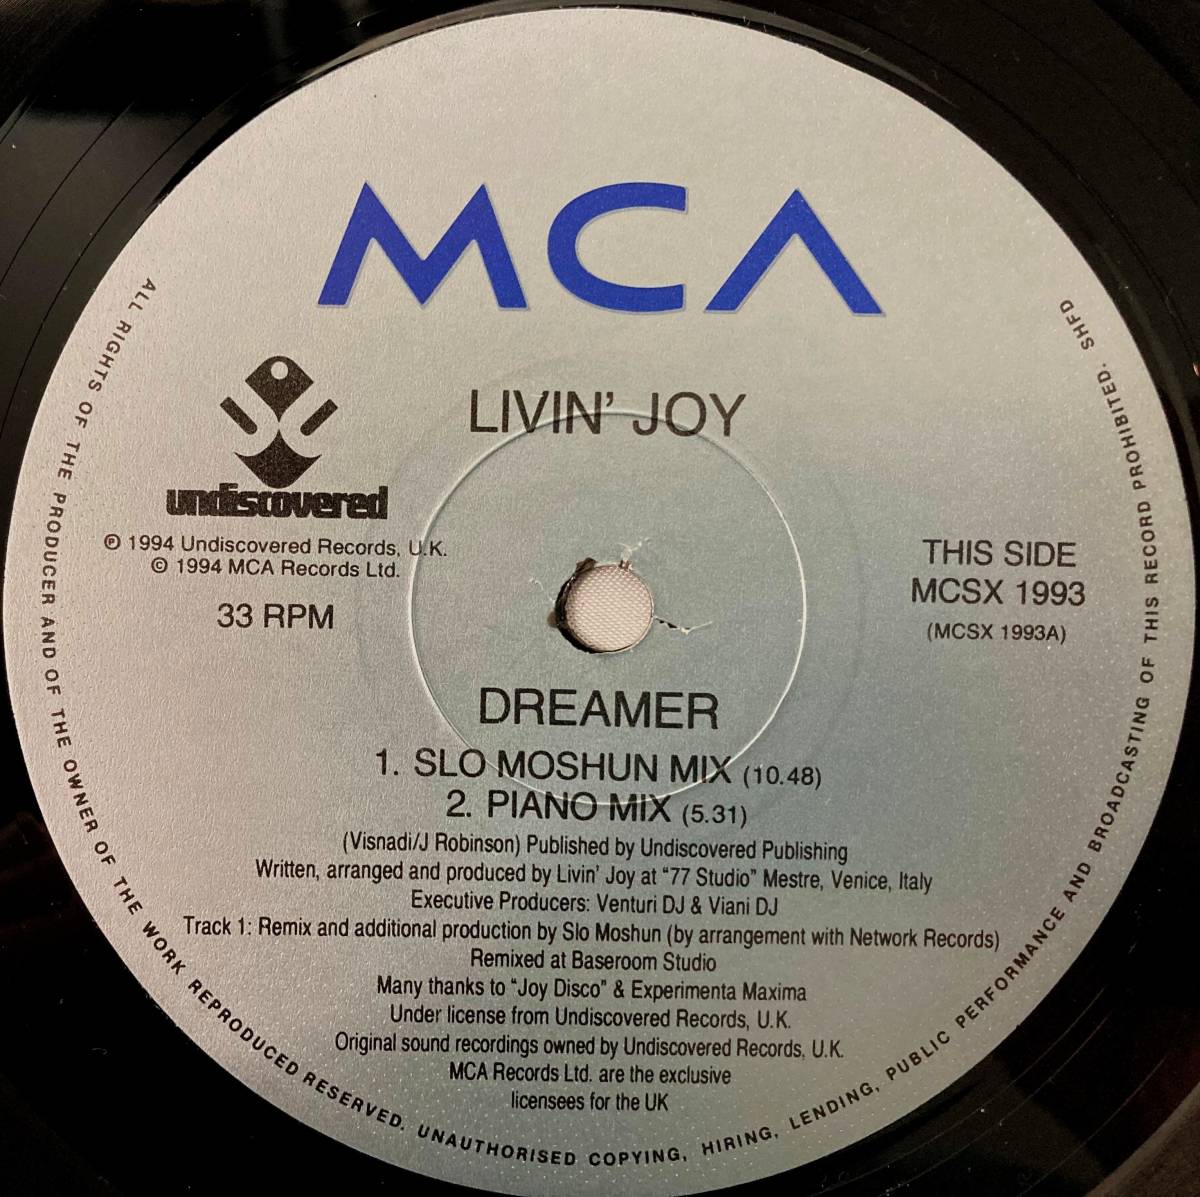 MCA
LIVIN' JOY
undiscovered
℗ 1994 Undiscovered Records, U.K.
© 1994 MCA Records Ltd.
33 RPM
THIS SIDE
MCSX 1993
(MCSX 1993A)
DREAMER
1. SLO MOSHUN MIX (10.48)
2. PIANO MIX (5.31)
(Visnadi/J Robinson) Published by Undiscovered Publishing
Written, arranged and produced by Livin' Joy at "77 Studio" Mestre, Venice, Italy
Executive Producers: Venturi DJ & Viani DJ
Track 1: Remix and additional production by Slo Moshun (by arrangement with Network Records)
Remixed at Baseroom Studio
Many thanks to "Joy Disco" & Experimenta Maxima
Under license from Undiscovered Records, U.K.
Original sound recordings owned by Undiscovered Records, U.K.
MCA Records Ltd. are the exclusive
licensees for the UK
ALL RIGHTS OF THE PRODUCER AND OF THE OWNER OF THE WORK REPRODUCED RESERVED. UNAUTHORISED COPYING, HIRING, LENDING, PUBLIC PERFORMANCE AND BROADCASTING OF THIS RECORD PROHIBITED. SHFD